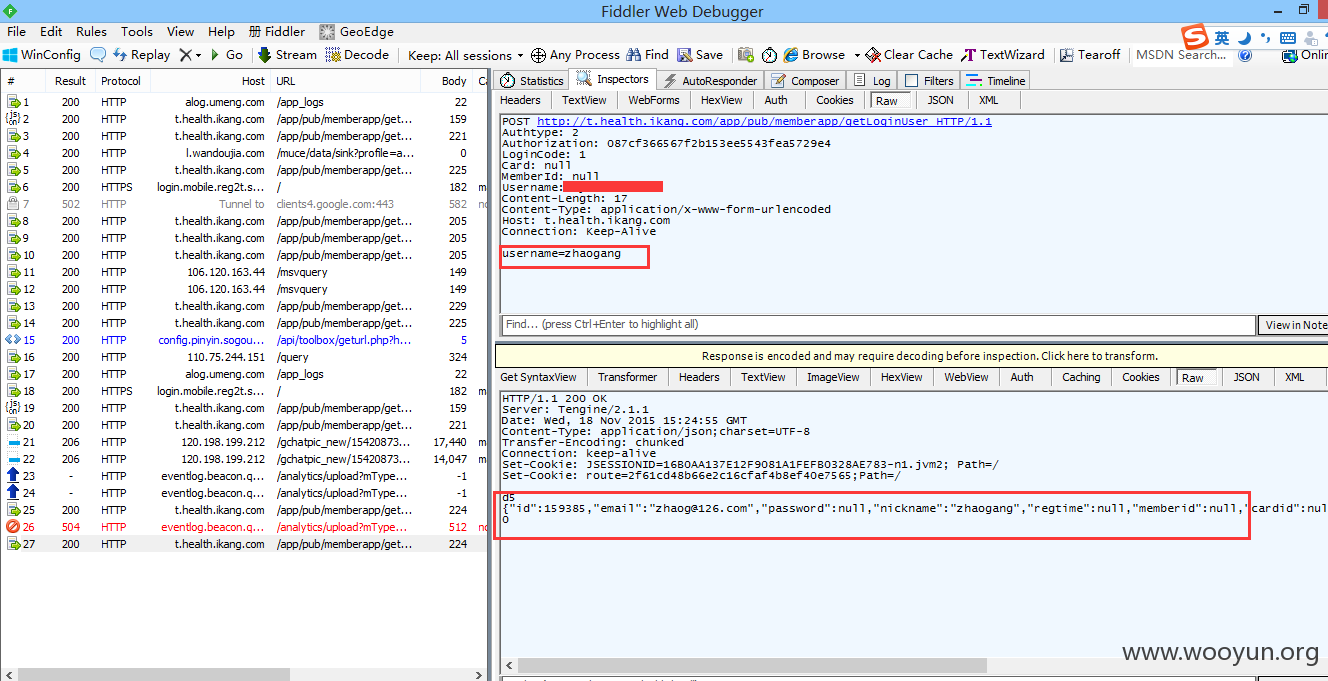 Fiddler Web Debugger
File Edit Rules Tools View Help Fiddler GeoEdge
WinConfig Replay Go Stream Decode Keep: All sessions Any Process Find Save Browse Clear Cache TextWizard Tearoff MSDN Search... Onlin
英
# Result Protocol Host URL Body Ca
1 200 HTTP alog.umeng.com /app_logs 22
2 200 HTTP t.health.ikang.com /app/pub/memberapp/get... 159
3 200 HTTP t.health.ikang.com /app/pub/memberapp/get... 221
4 200 HTTP l.wandoujia.com /muce/data/sink?profile=a... 0
5 200 HTTP t.health.ikang.com /app/pub/memberapp/get... 225
6 200 HTTPS login.mobile.reg2t.s... / 182 m
7 502 HTTP Tunnel to clients4.google.com:443 582 no
8 200 HTTP t.health.ikang.com /app/pub/memberapp/get... 205
9 200 HTTP t.health.ikang.com /app/pub/memberapp/get... 205
10 200 HTTP t.health.ikang.com /app/pub/memberapp/get... 205
11 200 HTTP 106.120.163.44 /msvquery 149
12 200 HTTP 106.120.163.44 /msvquery 149
13 200 HTTP t.health.ikang.com /app/pub/memberapp/get... 229
14 200 HTTP t.health.ikang.com /app/pub/memberapp/get... 225
15 200 HTTP config.pinyin.sogou... /api/toolbox/geturl.php?h... 5
16 200 HTTP 110.75.244.151 /query 324
17 200 HTTP alog.umeng.com /app_logs 22
18 200 HTTPS login.mobile.reg2t.s... / 182 m
19 200 HTTP t.health.ikang.com /app/pub/memberapp/get... 159
20 200 HTTP t.health.ikang.com /app/pub/memberapp/get... 221
21 206 HTTP 120.198.199.212 /gchatpic_new/15420873... 17,440 m
22 206 HTTP 120.198.199.212 /gchatpic_new/15420873... 14,047 m
23 - HTTP eventlog.beacon.q... /analytics/upload?mType... -1
24 - HTTP eventlog.beacon.q... /analytics/upload?mType... -1
25 200 HTTP t.health.ikang.com /app/pub/memberapp/get... 224
26 504 HTTP eventlog.beacon.q... /analytics/upload?mType... 512 no
27 200 HTTP t.health.ikang.com /app/pub/memberapp/get... 224
Statistics Inspectors AutoResponder Composer Log Filters Timeline
Headers TextView WebForms HexView Auth Cookies Raw JSON XML
POST http://t.health.ikang.com/app/pub/memberapp/getLoginUser HTTP/1.1
Authtype: 2
Authorization: 087cf366567f2b153ee5543fea5729e4
LoginCode: 1
Card: null
MemberId: null
Username:
Content-Length: 17
Content-Type: application/x-www-form-urlencoded
Host: t.health.ikang.com
Connection: Keep-Alive
username=zhaogang
Find... (press Ctrl+Enter to highlight all) View in Note
Response is encoded and may require decoding before inspection. Click here to transform.
Get SyntaxView Transformer Headers TextView ImageView HexView WebView Auth Caching Cookies Raw JSON XML
HTTP/1.1 200 OK
Server: Tengine/2.1.1
Date: Wed, 18 Nov 2015 15:24:55 GMT
Content-Type: application/json;charset=UTF-8
Transfer-Encoding: chunked
Connection: keep-alive
Set-Cookie: JSESSIONID=16B0AA137E12F9081A1FEFB0328AE783-n1.jvm2; Path=/
Set-Cookie: route=2f61cd48b66e2c16cfaf4b8ef40e7565;Path=/
d5
{"id":159385,"email":"zhaog@126.com","password":null,"nickname":"zhaogang","regtime":null,"memberid":null,"cardid":nul
0
www.wooyun.org